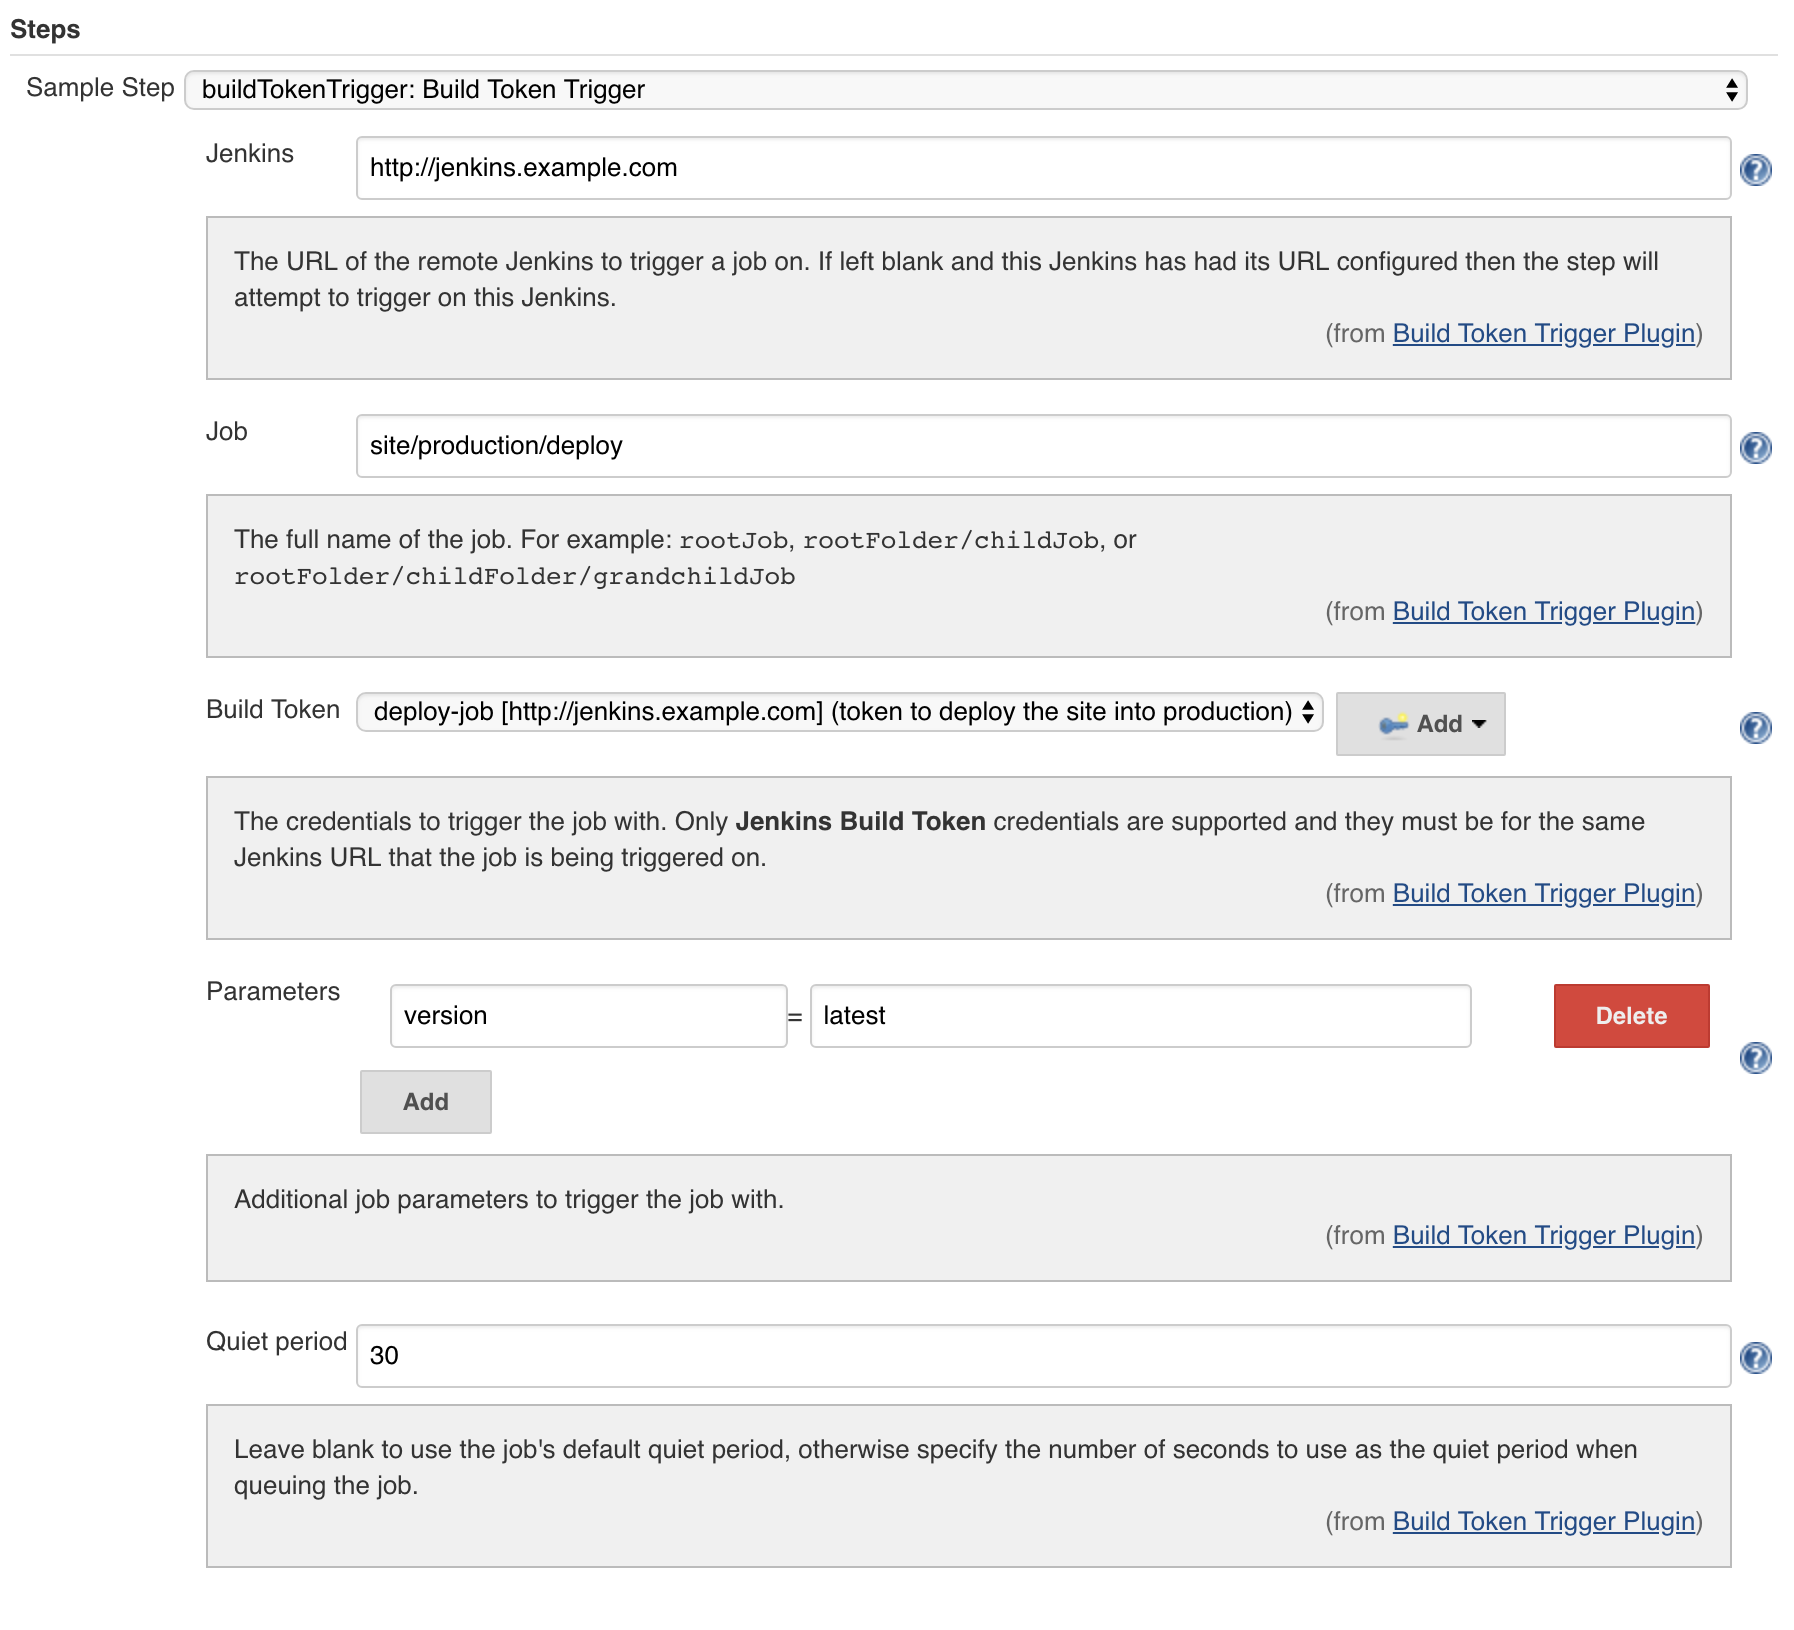 Steps
Sample Step buildTokenTrigger: Build Token Trigger
Jenkins http://jenkins.example.com
The URL of the remote Jenkins to trigger a job on. If left blank and this Jenkins has had its URL configured then the step will
attempt to trigger on this Jenkins.
(from Build Token Trigger Plugin)
Job site/production/deploy
The full name of the job. For example: rootJob, rootFolder/childJob, or
rootFolder/childFolder/grandchildJob
(from Build Token Trigger Plugin)
Build Token deploy-job [http://jenkins.example.com] (token to deploy the site into production) Add
The credentials to trigger the job with. Only Jenkins Build Token credentials are supported and they must be for the same
Jenkins URL that the job is being triggered on.
(from Build Token Trigger Plugin)
Parameters version = latest Delete
Add
Additional job parameters to trigger the job with.
(from Build Token Trigger Plugin)
Quiet period 30
Leave blank to use the job's default quiet period, otherwise specify the number of seconds to use as the quiet period when
queuing the job.
(from Build Token Trigger Plugin)